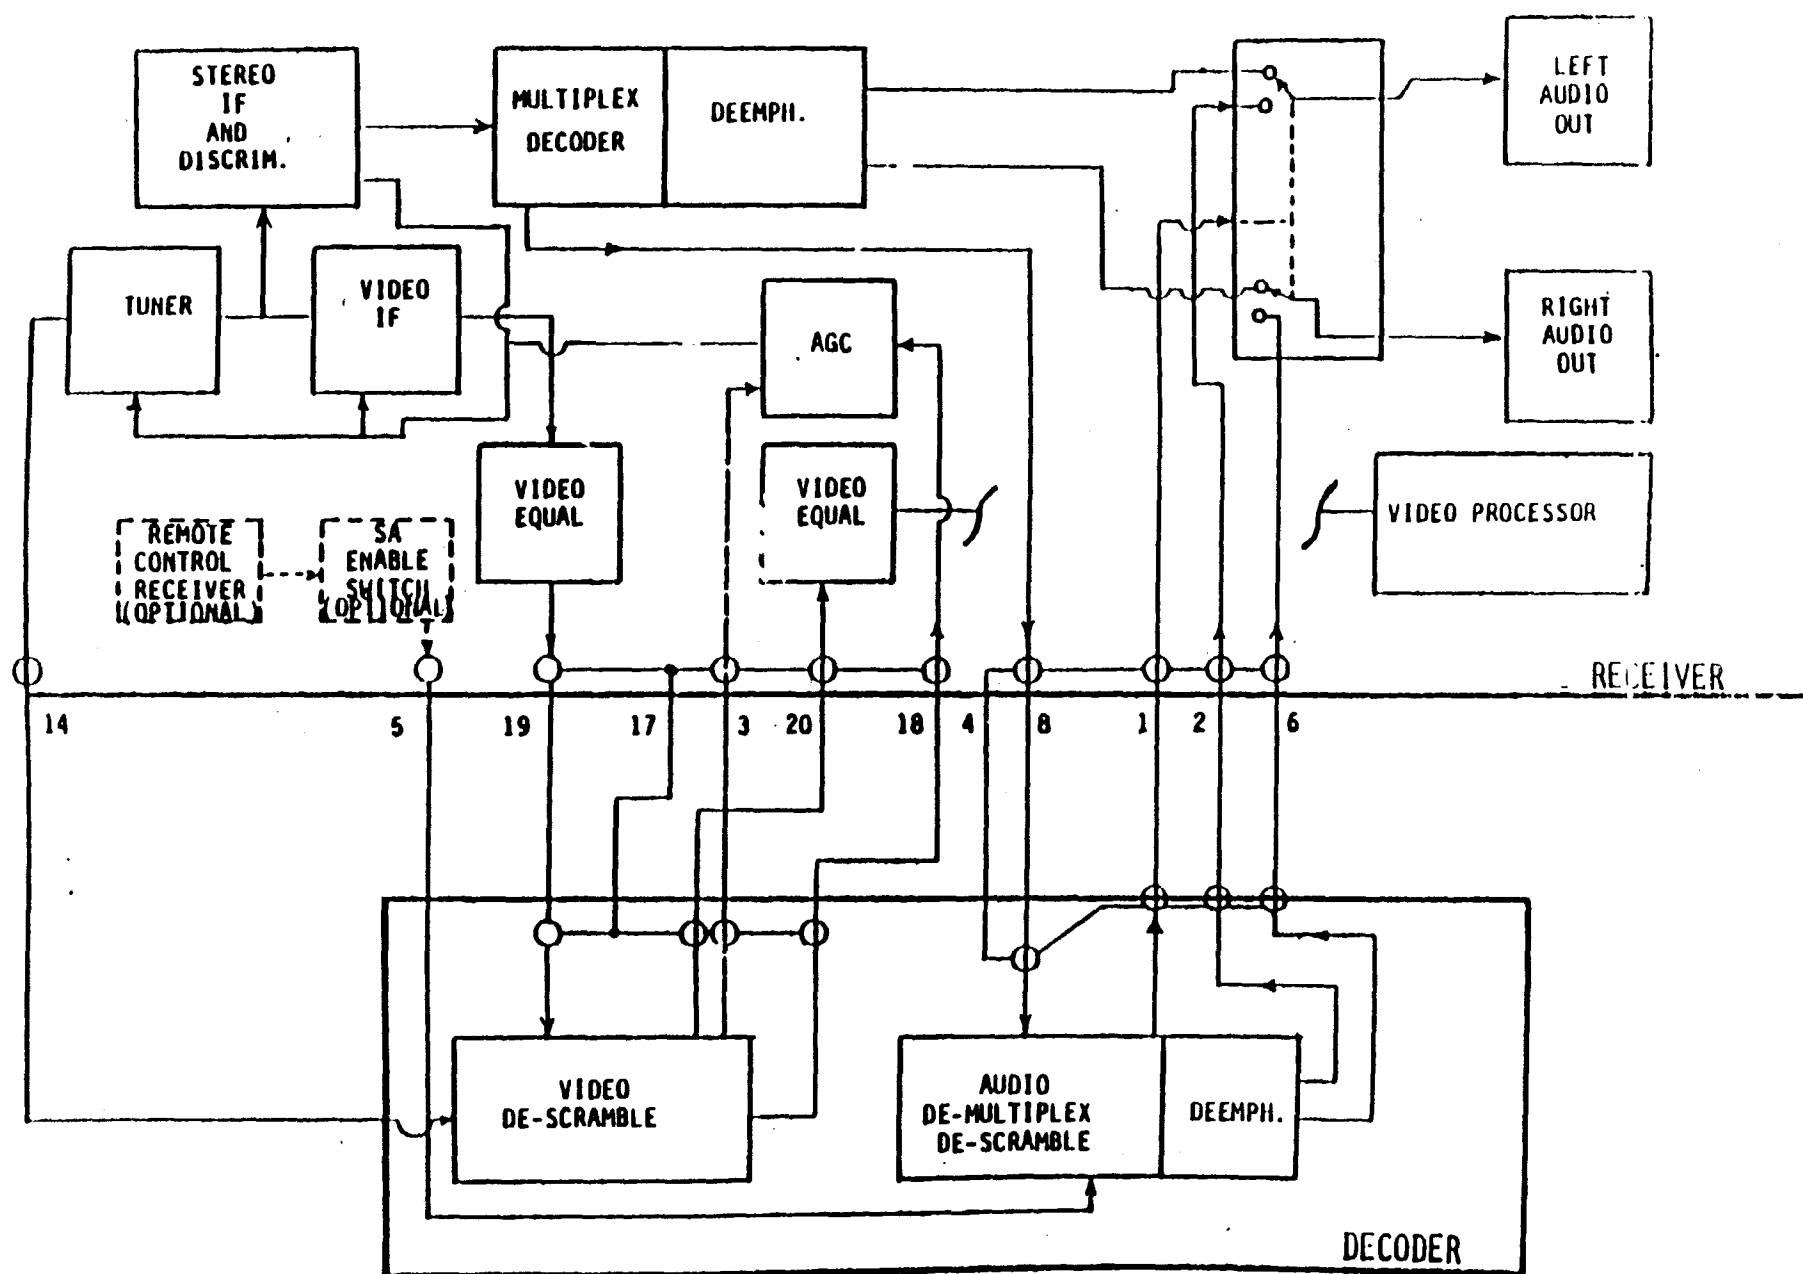 STEREO
IF
AND
DISCRIM.
MULTIPLEX
DECODER
DEEMPH.
LEFT
AUDIO
OUT
TUNER
VIDEO
IF
AGC
RIGHT
AUDIO
OUT
VIDEO
EQUAL
VIDEO
EQUAL
VIDEO PROCESSOR
REMOTE
CONTROL
RECEIVER
(OPTIONAL)
SA
ENABLE
SWITCH
(OPTIONAL)
RECEIVER
14 5 19 17 3 20 18 4 8 1 2 6
VIDEO
DE-SCRAMBLE
AUDIO
DE-MULTIPLEX
DE-SCRAMBLE
DEEMPH.
DECODER